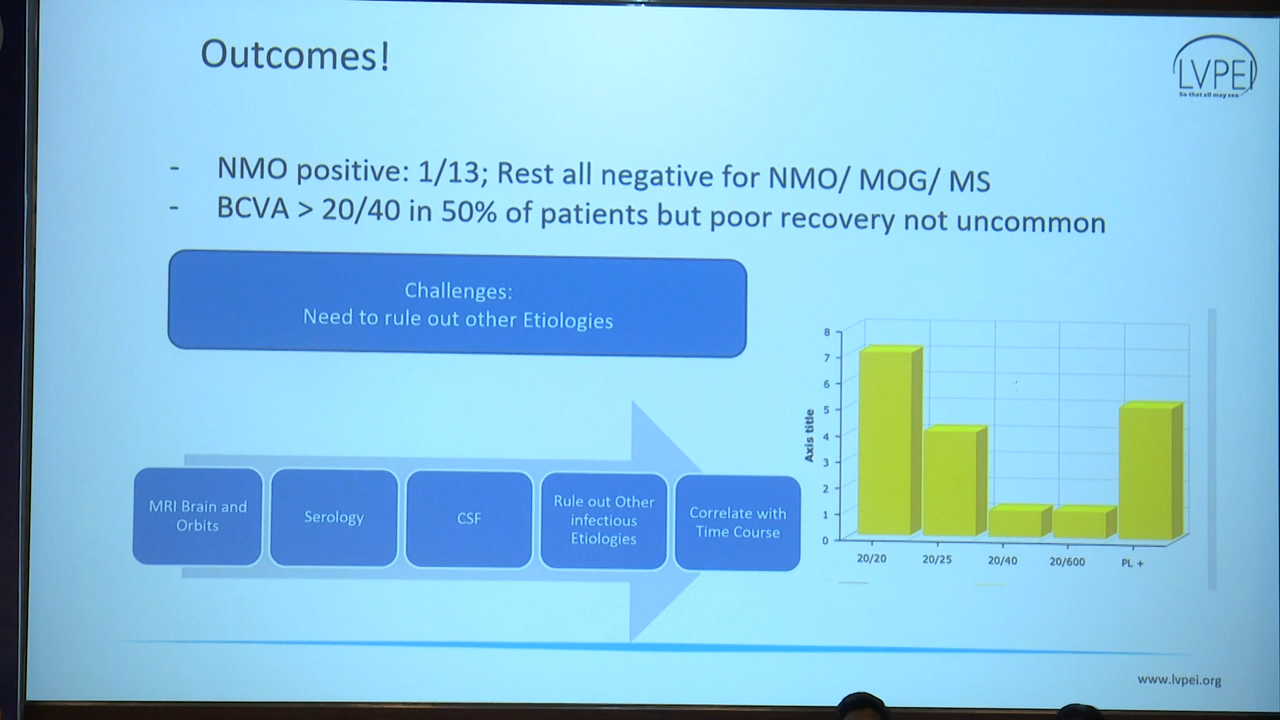 Outcomes!
LVPEI
So that all may see
- NMO positive: 1/13; Rest all negative for NMO/ MOG/ MS
- BCVA > 20/40 in 50% of patients but poor recovery not uncommon
Challenges:
Need to rule out other Etiologies
MRI Brain and
Orbits
Serology
CSF
Rule out Other
infectious
Etiologies
Correlate with
Time Course
Axis title
8
7
6
5
4
3
2
1
0
20/20
20/25
20/40
20/600
PL +
www.lvpei.org